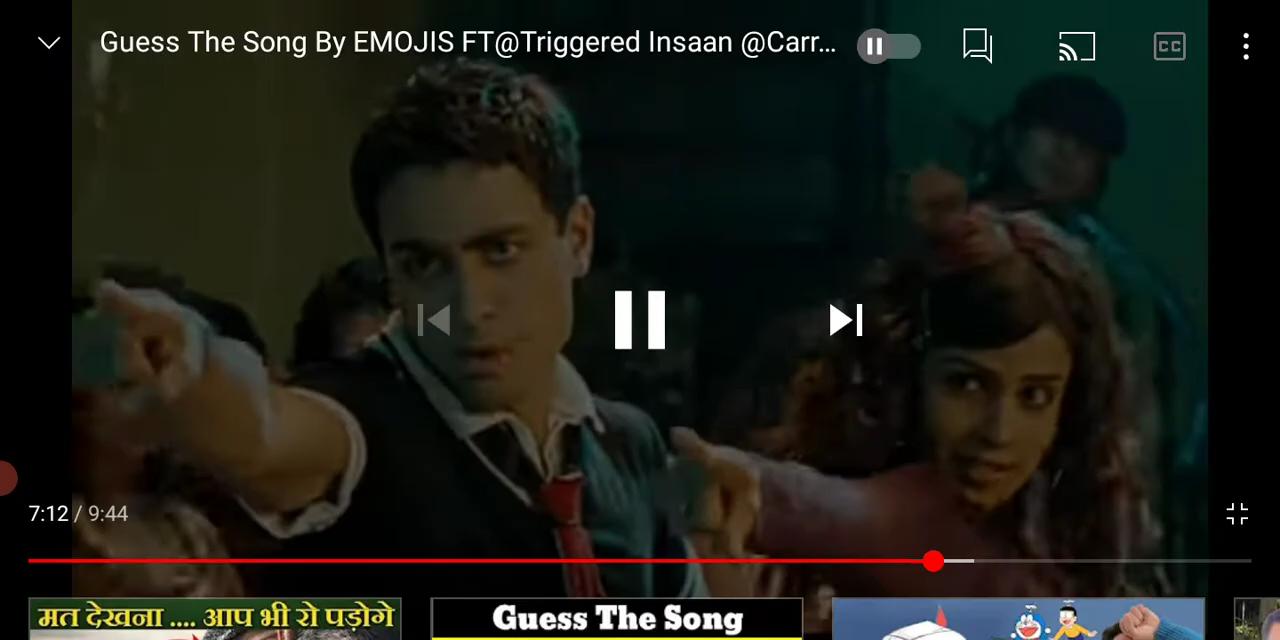 Guess The Song By EMOJIS FT@Triggered Insaan @Carr...
CC
7:12 / 9:44
मत देखना .... आप भी रो पड़ोगे
Guess The Song